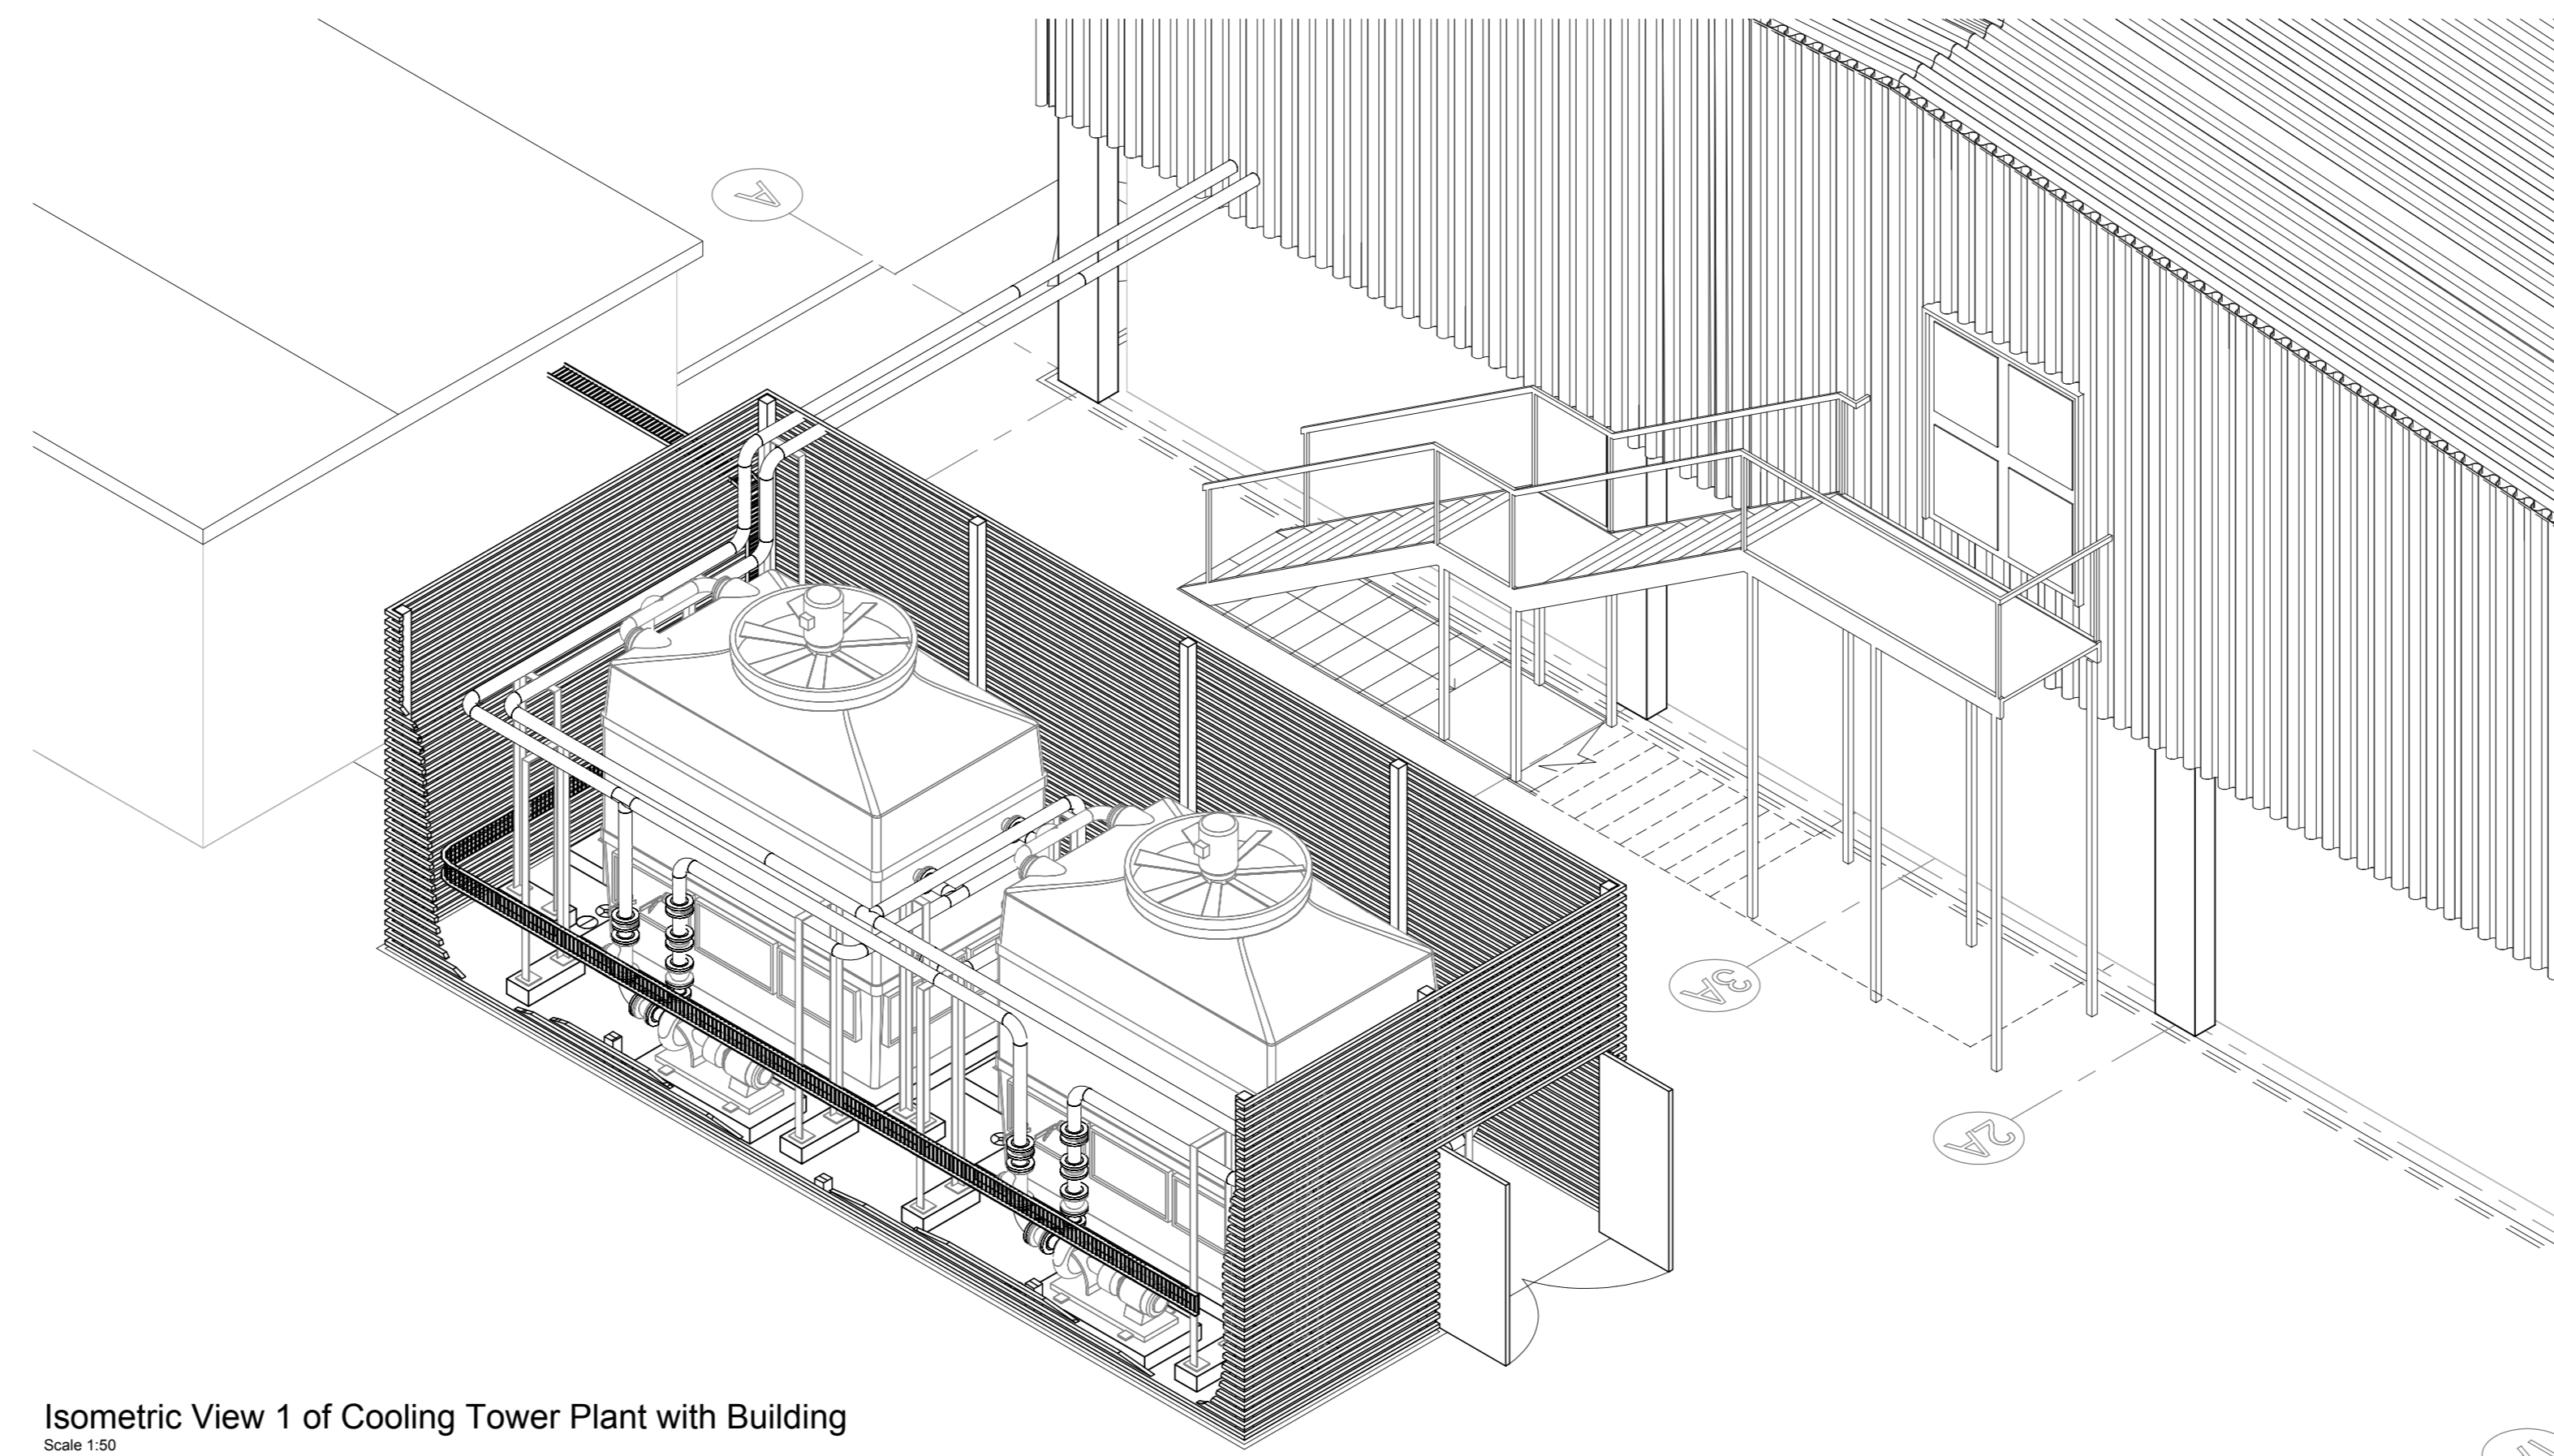 A
3A
2A
Isometric View 1 of Cooling Tower Plant with Building
Scale 1:50